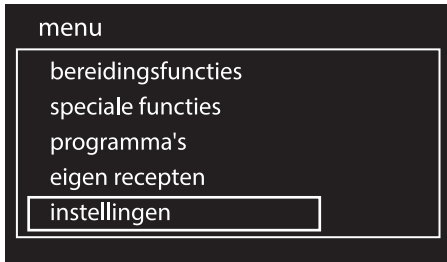 menu
bereidingsfuncties
speciale functies
programma's
eigen recepten
instellingen